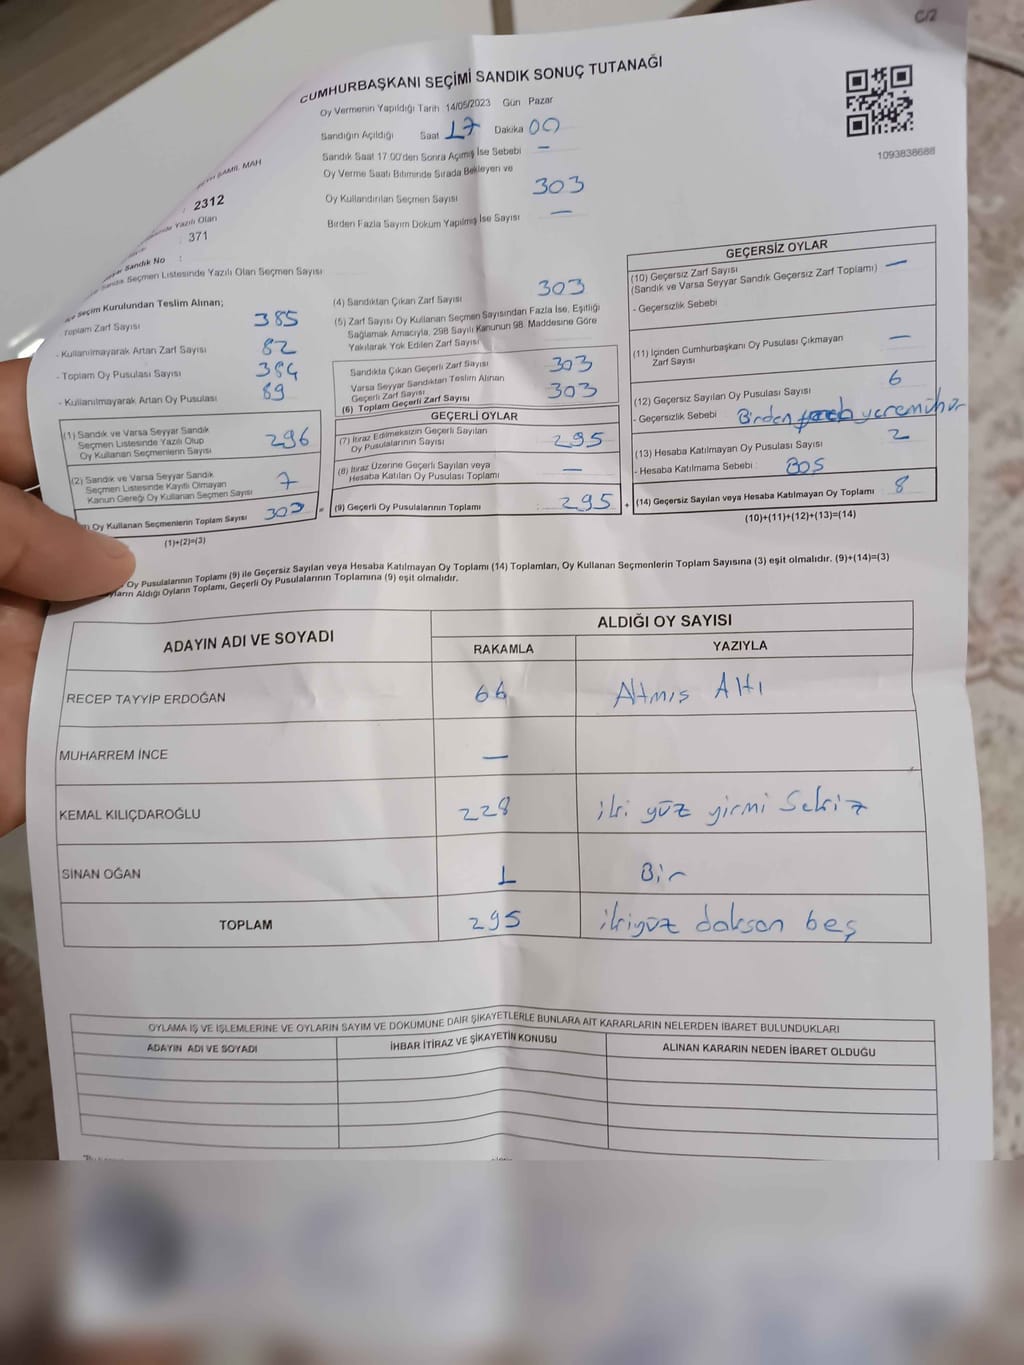 C/2
CUMHURBAŞKANI SEÇİMİ SANDIK SONUÇ TUTANAĞI
Oy Vermenin Yapıldığı Tarih 14/05/2023 Gün Pazar
Sandığın Açıldığı Saat 17 Dakika 00
Sandık Saat 17:00'den Sonra Açmış İse Sebebi —
Oy Verme Saati Bitiminde Sırada Bekleyen ve
Oy Kullandırılan Seçmen Sayısı 303
Birden Fazla Sayım Döküm Yapılmış İse Sayısı —
1093838688
ŞAMİL MAH
: 2312
Yazılı Olan
: 371
Sandık No :
Seçmen Listesinde Yazılı Olan Seçmen Sayısı
Seçim Kurulundan Teslim Alınan;
Toplam Zarf Sayısı 385
- Kullanılmayarak Artan Zarf Sayısı 82
- Toplam Oy Pusulası Sayısı 384
- Kullanılmayarak Artan Oy Pusulası 89
(1) Sandık ve Varsa Seyyar Sandık
Seçmen Listesinde Yazılı Olup
Oy Kullanan Seçmenlerin Sayısı 296
(2) Sandık ve Varsa Seyyar Sandık
Seçmen Listesinde Kayıtlı Olmayan
Kanun Gereği Oy Kullanan Seçmen Sayısı 7
Oy Kullanan Seçmenlerin Toplam Sayısı 303 =
(1)+(2)=(3)
(4) Sandıktan Çıkan Zarf Sayısı 303
(5) Zarf Sayısı Oy Kullanan Seçmen Sayısından Fazla İse, Eşitliği
Sağlamak Amacıyla, 298 Sayılı Kanunun 98. Maddesine Göre
Yakılarak Yok Edilen Zarf Sayısı
Sandıkta Çıkan Geçerli Zarf Sayısı 303
Varsa Seyyar Sandıktan Teslim Alınan
Geçerli Zarf Sayısı
(6) Toplam Geçerli Zarf Sayısı 303
GEÇERLİ OYLAR
(7) İtiraz Edilmeksizin Geçerli Sayılan
Oy Pusulalarının Sayısı 295
(8) İtiraz Üzerine Geçerli Sayılan veya
Hesaba Katılan Oy Pusulası Toplamı —
(9) Geçerli Oy Pusulalarının Toplamı 295 +
GEÇERSİZ OYLAR
(10) Geçersiz Zarf Sayısı —
(Sandık ve Varsa Seyyar Sandık Geçersiz Zarf Toplamı)
- Geçersizlik Sebebi
(11) İçinden Cumhurbaşkanı Oy Pusulası Çıkmayan
Zarf Sayısı —
(12) Geçersiz Sayılan Oy Pusulası Sayısı 6
- Geçersizlik Sebebi : Birden yeremühür
(13) Hesaba Katılmayan Oy Pusulası Sayısı 2
- Hesaba Katılmama Sebebi : BOS
(14) Geçersiz Sayılan veya Hesaba Katılmayan Oy Toplamı 8
(10)+(11)+(12)+(13)=(14)
Oy Pusulalarının Toplamı (9) ile Geçersiz Sayılan veya Hesaba Katılmayan Oy Toplamı (14) Toplamları, Oy Kullanan Seçmenlerin Toplam Sayısına (3) eşit olmalıdır. (9)+(14)=(3)
Aldığı Oyların Toplamı, Geçerli Oy Pusulalarının Toplamına (9) eşit olmalıdır.
ADAYIN ADI VE SOYADI ALDIĞI OY SAYISI
RAKAMLA YAZIYLA
RECEP TAYYİP ERDOĞAN 66 Altmıs Altı
MUHARREM İNCE —
KEMAL KILIÇDAROĞLU 228 iki yüz yirmi Sekiz
SİNAN OĞAN 1 Bir
TOPLAM 295 ikiyüz doksan beş
OYLAMA İŞ VE İŞLEMLERİNE VE OYLARIN SAYIM VE DÖKÜMÜNE DAİR ŞİKAYETLERLE BUNLARA AİT KARARLARIN NELERDEN İBARET BULUNDUKLARI
ADAYIN ADI VE SOYADI İHBAR İTİRAZ VE ŞİKAYETİN KONUSU ALINAN KARARIN NEDEN İBARET OLDUĞU